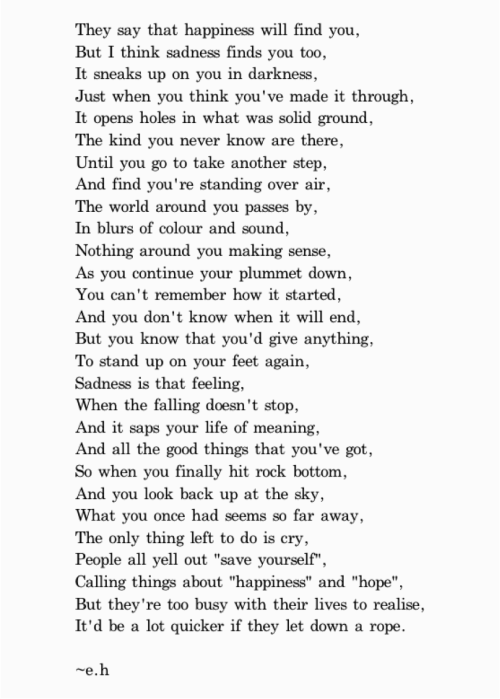 They say that happiness will find you,
But I think sadness finds you too,
It sneaks up on you in darkness,
Just when you think you've made it through,
It opens holes in what was solid ground,
The kind you never know are there,
Until you go to take another step,
And find you're standing over air,
The world around you passes by,
In blurs of colour and sound,
Nothing around you making sense,
As you continue your plummet down,
You can't remember how it started,
And you don't know when it will end,
But you know that you'd give anything,
To stand up on your feet again,
Sadness is that feeling,
When the falling doesn't stop,
And it saps your life of meaning,
And all the good things that you've got,
So when you finally hit rock bottom,
And you look back up at the sky,
What you once had seems so far away,
The only thing left to do is cry,
People all yell out "save yourself",
Calling things about "happiness" and "hope",
But they're too busy with their lives to realise,
It'd be a lot quicker if they let down a rope.
~e.h